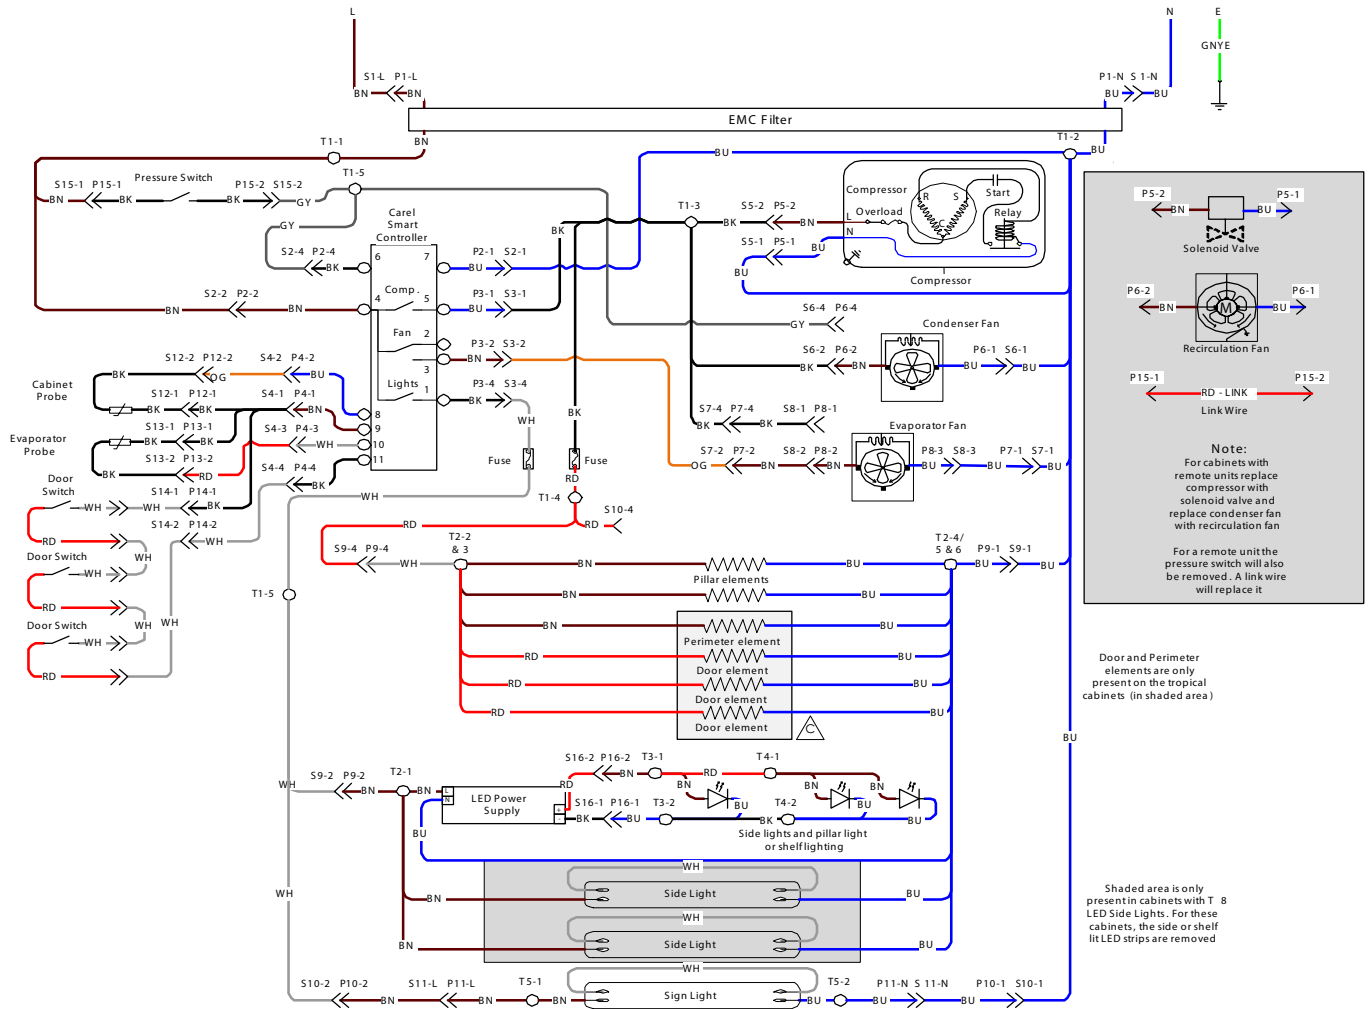 L
N
E
GNYE
S1-L P1-L
BN
BN
P1-N S 1-N
BU
BU
EMC Filter
T1-1
BN
T1-2
BU
BU
S15-1 P15-1
Pressure Switch
P15-2 S15-2
T1-5
BN
BK
BK
GY
GY
S2-4 P2-4
BK
Carel
Smart
Controller
6
7
4
Comp.
5
Fan
2
3
Lights
1
8
9
10
11
P2-1 S2-1
BU
P3-1 S3-1
BU
P3-2 S3-2
BN
P3-4 S3-4
BK
WH
BK
T1-3
BK
S5-2 P5-2
BN
S5-1 P5-1
BU
BU
Compressor
Overload
L
N
R
S
C
Start
Relay
Compressor
S6-4 P6-4
GY
Condenser Fan
S6-2 P6-2
BK
BN
P6-1 S6-1
BU
BU
S7-4 P7-4
S8-1 P8-1
BK
BK
Evaporator Fan
S7-2 P7-2
S8-2 P8-2
OG
BN
BN
P8-3 S8-3
P7-1 S7-1
BU
BU
BU
S2-2 P2-2
BN
BN
S12-2 P12-2
S4-2 P4-2
BK
OG
BU
Cabinet
Probe
S12-1 P12-1
S4-1 P4-1
BK
BK
BN
S13-1 P13-1
S4-3 P4-3
Evaporator
Probe
BK
BK
WH
S13-2 P13-2
S4-4 P4-4
BK
RD
BK
Door
Switch
S14-1 P14-1
WH
WH
BK
S14-2 P14-2
RD
WH
WH
Door Switch
WH
RD
WH
WH
Door Switch
WH
RD
Fuse
BK
Fuse
RD
WH
T1-4
RD
RD
S10-4
S9-4 P9-4
T2-2
& 3
WH
BN
Pillar elements
BU
T2-4/
5 & 6
P9-1 S9-1
BU
BU
T1-5
BN
BU
BN
BU
Perimeter element
RD
BU
Door element
RD
BU
Door element
RD
BU
Door element
C
BU
WH
S9-2 P9-2
T2-1
BN
BN
L
N
LED Power
Supply
+
-
RD
S16-2 P16-2
BN
T3-1
RD
T4-1
BN
BN
BN
BU
BU
S16-1 P16-1
BK
BU
T3-2
BK
T4-2
BU
Side lights and pillar light
or shelf lighting
BU
WH
BN
Side Light
BU
WH
BN
Side Light
BU
WH
WH
S10-2 P10-2
S11-L P11-L
T5-1
BN
BN
BN
Sign Light
T5-2
BU
P11-N S 11-N
BU
P10-1 S10-1
BU
P5-2
BN
BU
P5-1
Solenoid Valve
P6-2
BN
M
BU
P6-1
Recirculation Fan
P15-1
RD - LINK
P15-2
Link Wire
Note:
For cabinets with
remote units replace
compressor with
solenoid valve and
replace condenser fan
with recirculation fan
For a remote unit the
pressure switch will also
be removed. A link wire
will replace it
Door and Perimeter
elements are only
present on the tropical
cabinets (in shaded area)
Shaded area is only
present in cabinets with T 8
LED Side Lights. For these
cabinets, the side or shelf
lit LED strips are removed